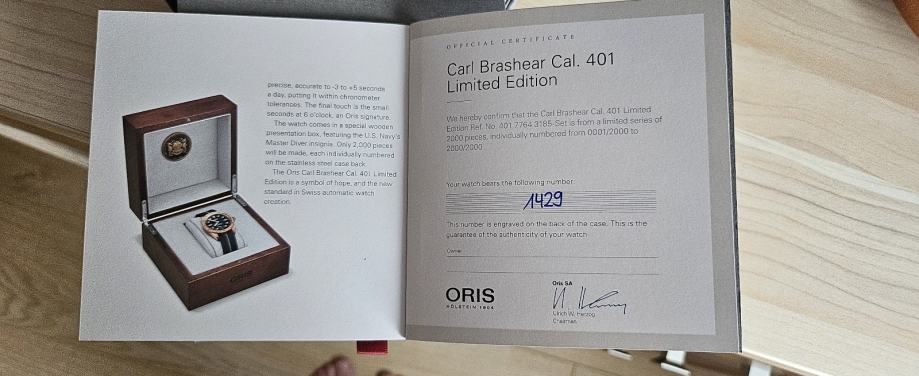 precise, accurate to -3 to +5 seconds
a day, putting it within chronometer
tolerances. The final touch is the small
seconds at 6 o'clock, an Oris signature.
The watch comes in a special wooden
presentation box, featuring the U.S. Navy's
Master Diver insignia. Only 2,000 pieces
will be made, each individually numbered
on the stainless steel case back.
The Oris Carl Brashear Cal. 401 Limited
Edition is a symbol of hope, and the new
standard in Swiss automatic watch
creation.
ORIS
OFFICIAL CERTIFICATE
Carl Brashear Cal. 401
Limited Edition
We hereby confirm that the Carl Brashear Cal. 401 Limited
Edition Ref. No. 401 7764 3185-Set is from a limited series of
2000 pieces, individually numbered from 0001/2000 to
2000/2000
Your watch bears the following number
1429
This number is engraved on the back of the case. This is the
guarantee of the authenticity of your watch
Owner
ORIS
HÖLSTEIN 1904
Oris SA
Ulrich W. Herzog
Chairman